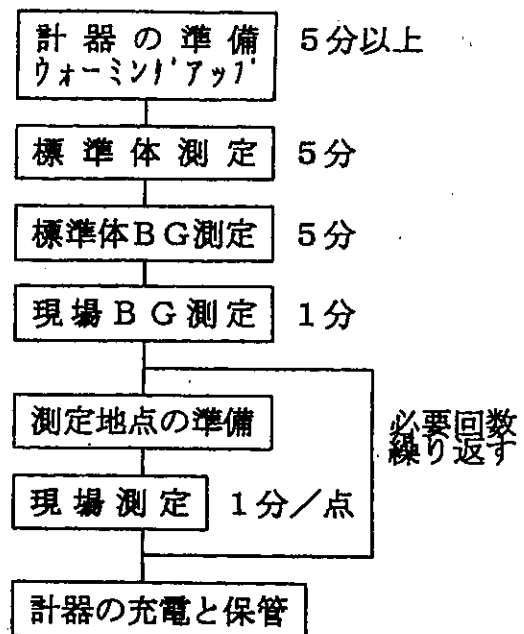 計器の準備 5分以上
ウォーミングアップ
標準体測定 5分
標準体BG測定 5分
現場BG測定 1分
測定地点の準備
必要回数
繰り返す
現場測定 1分/点
計器の充電と保管